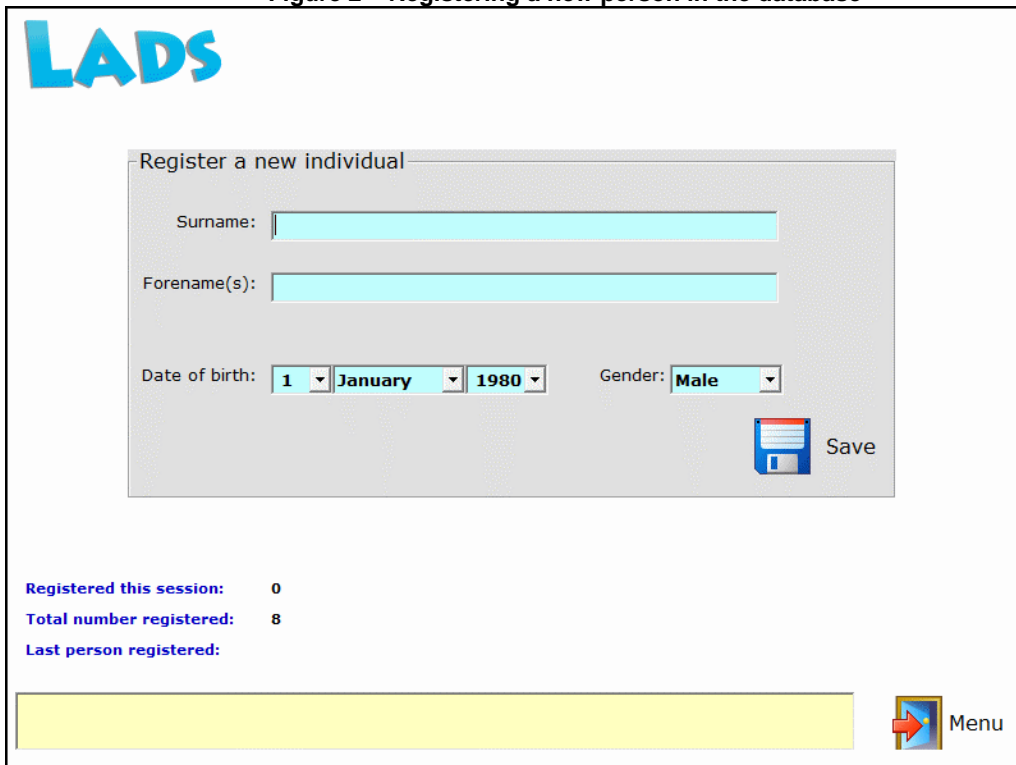 Figure 2 – Registering a new person in the database
LADS
Register a new individual
Surname:
Forename(s):
Date of birth: 1 January 1980 Gender: Male
Save
Registered this session: 0
Total number registered: 8
Last person registered:
Menu